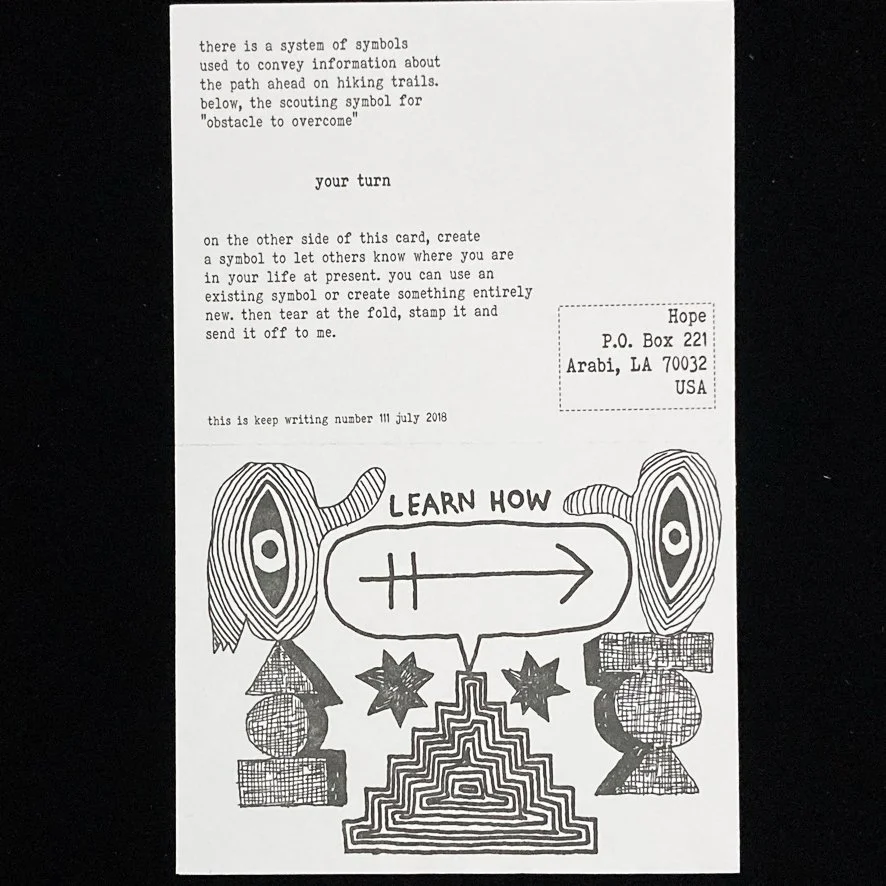 there is a system of symbols
used to convey information about
the path ahead on hiking trails.
below, the scouting symbol for
"obstacle to overcome"
your turn
on the other side of this card, create
a symbol to let others know where you are
in your life at present. you can use an
existing symbol or create something entirely
new. then tear at the fold, stamp it and
send it off to me.
Hope
P.O. Box 221
Arabi, LA 70032
USA
this is keep writing number 111 july 2018
LEARN HOW